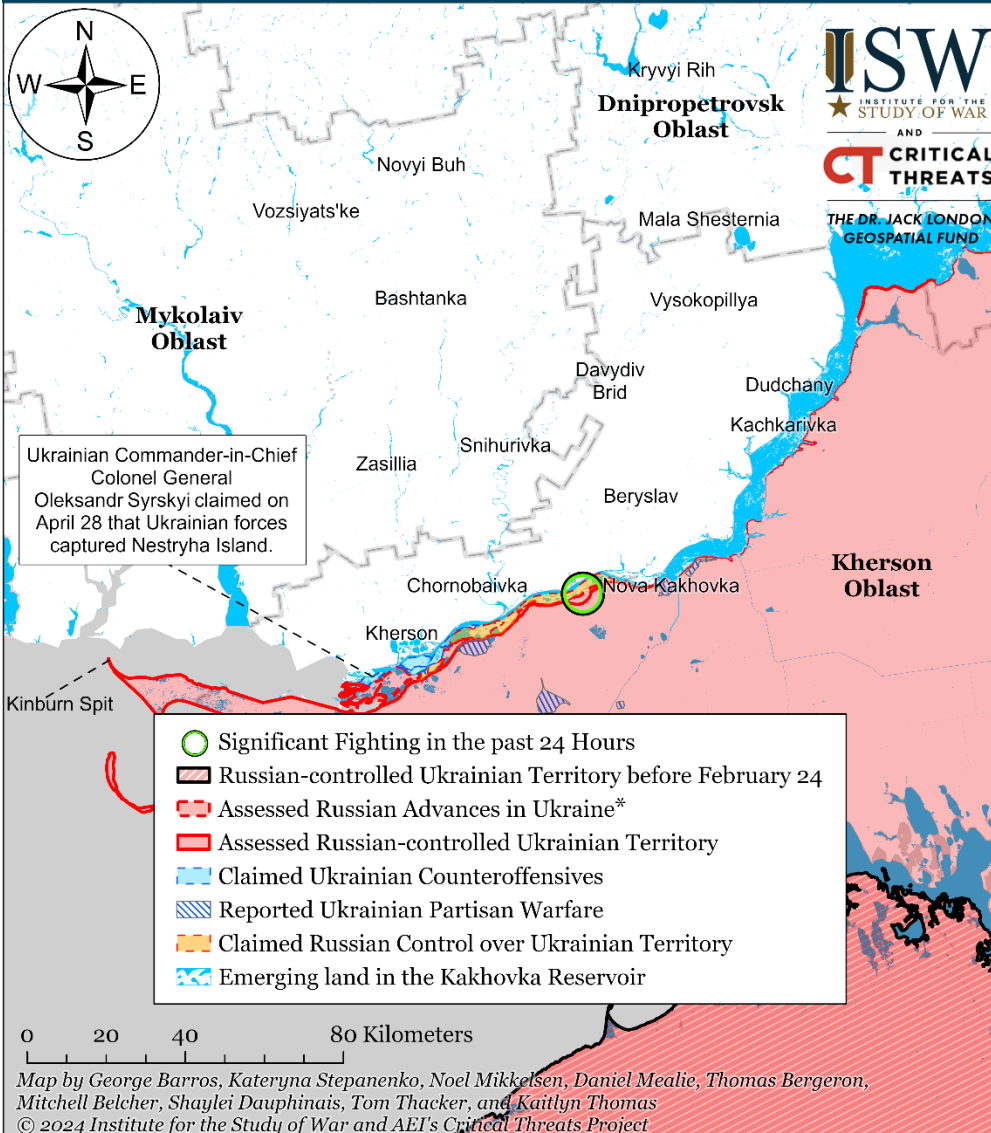 N
W
E
S
ISW
INSTITUTE FOR THE
STUDY OF WAR
AND
CT CRITICAL
THREATS
THE DR. JACK LONDON
GEOSPATIAL FUND
Kryvyi Rih
Dnipropetrovsk
Oblast
Novyi Buh
Vozsiyats'ke
Mala Shesternia
Bashtanka
Vysokopillya
Mykolaiv
Oblast
Davydiv
Brid
Dudchany
Kachkarivka
Snihurivka
Zasillia
Beryslav
Ukrainian Commander-in-Chief
Colonel General
Oleksandr Syrskyi claimed on
April 28 that Ukrainian forces
captured Nestryha Island.
Kherson
Oblast
Chornobaivka
Nova Kakhovka
Kherson
Kinburn Spit
Significant Fighting in the past 24 Hours
Russian-controlled Ukrainian Territory before February 24
Assessed Russian Advances in Ukraine*
Assessed Russian-controlled Ukrainian Territory
Claimed Ukrainian Counteroffensives
Reported Ukrainian Partisan Warfare
Claimed Russian Control over Ukrainian Territory
Emerging land in the Kakhovka Reservoir
0 20 40 80 Kilometers
Map by George Barros, Kateryna Stepanenko, Noel Mikkelsen, Daniel Mealie, Thomas Bergeron,
Mitchell Belcher, Shaylei Dauphinais, Tom Thacker, and Kaitlyn Thomas
© 2024 Institute for the Study of War and AEI's Critical Threats Project